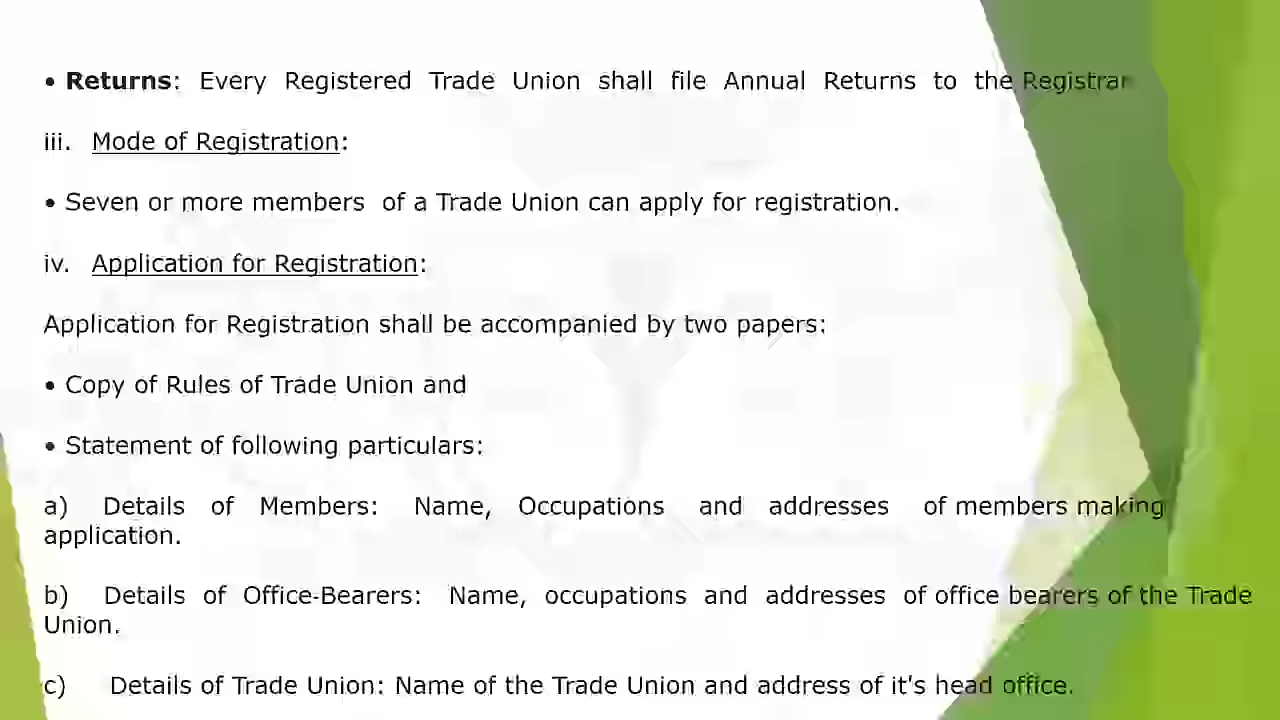 • Returns: Every Registered Trade Union shall file Annual Returns to the Registrar
iii. Mode of Registration:
• Seven or more members of a Trade Union can apply for registration.
iv. Application for Registration:
Application for Registration shall be accompanied by two papers:
• Copy of Rules of Trade Union and
• Statement of following particulars:
a) Details of Members: Name, Occupations and addresses of members making
application.
b) Details of Office-Bearers: Name, occupations and addresses of office bearers of the Trade
Union.
c) Details of Trade Union: Name of the Trade Union and address of it's head office.